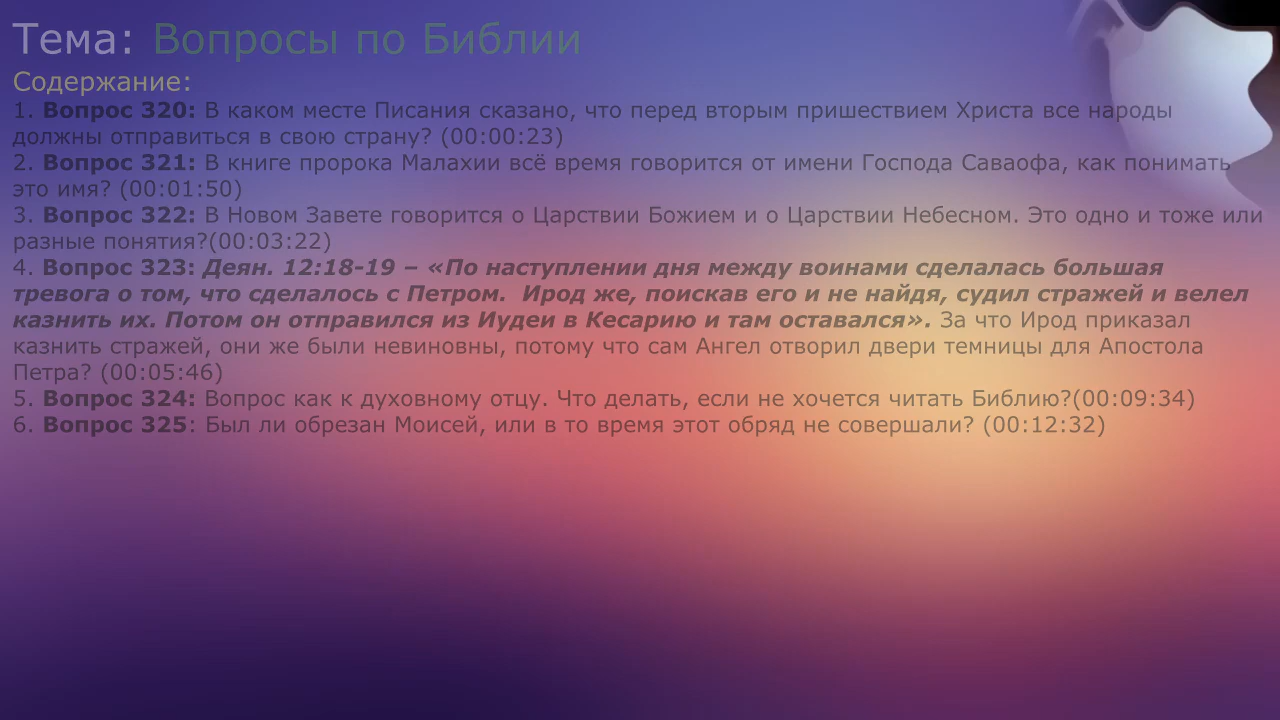 Тема: Вопросы по Библии
Содержание:
1. Вопрос 320: В каком месте Писания сказано, что перед вторым пришествием Христа все народы
должны отправиться в свою страну? (00:00:23)
2. Вопрос 321: В книге пророка Малахии всё время говорится от имени Господа Саваофа, как понимать
это имя? (00:01:50)
3. Вопрос 322: В Новом Завете говорится о Царствии Божием и о Царствии Небесном. Это одно и тоже или
разные понятия?(00:03:22)
4. Вопрос 323: Деян. 12:18-19 – «По наступлении дня между воинами сделалась большая
тревога о том, что сделалось с Петром.  Ирод же, поискав его и не найдя, судил стражей и велел
казнить их. Потом он отправился из Иудеи в Кесарию и там оставался». За что Ирод приказал
казнить стражей, они же были невиновны, потому что сам Ангел отворил двери темницы для Апостола
Петра? (00:05:46)
5. Вопрос 324: Вопрос как к духовному отцу. Что делать, если не хочется читать Библию?(00:09:34)
6. Вопрос 325: Был ли обрезан Моисей, или в то время этот обряд не совершали? (00:12:32)